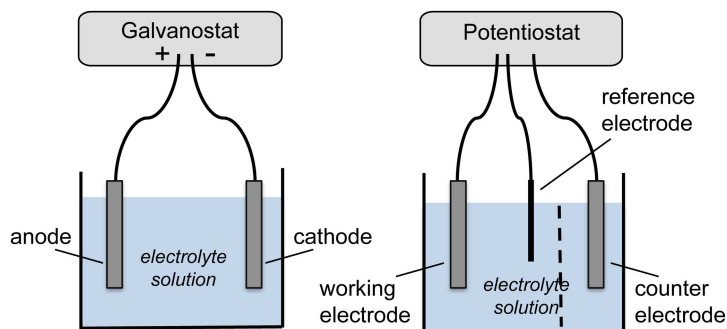 Galvanostat
+ -
anode
cathode
electrolyte
solution
Potentiostat
reference
electrode
working
electrode
electrolyte
solution
counter
electrode